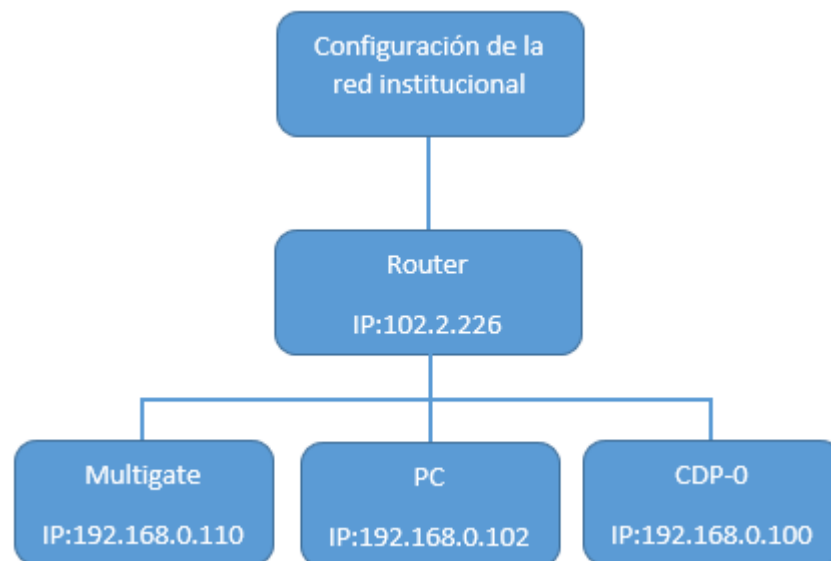 Configuración de la
red institucional
Router
IP:102.2.226
Multigate
IP:192.168.0.110
PC
IP:192.168.0.102
CDP-0
IP:192.168.0.100